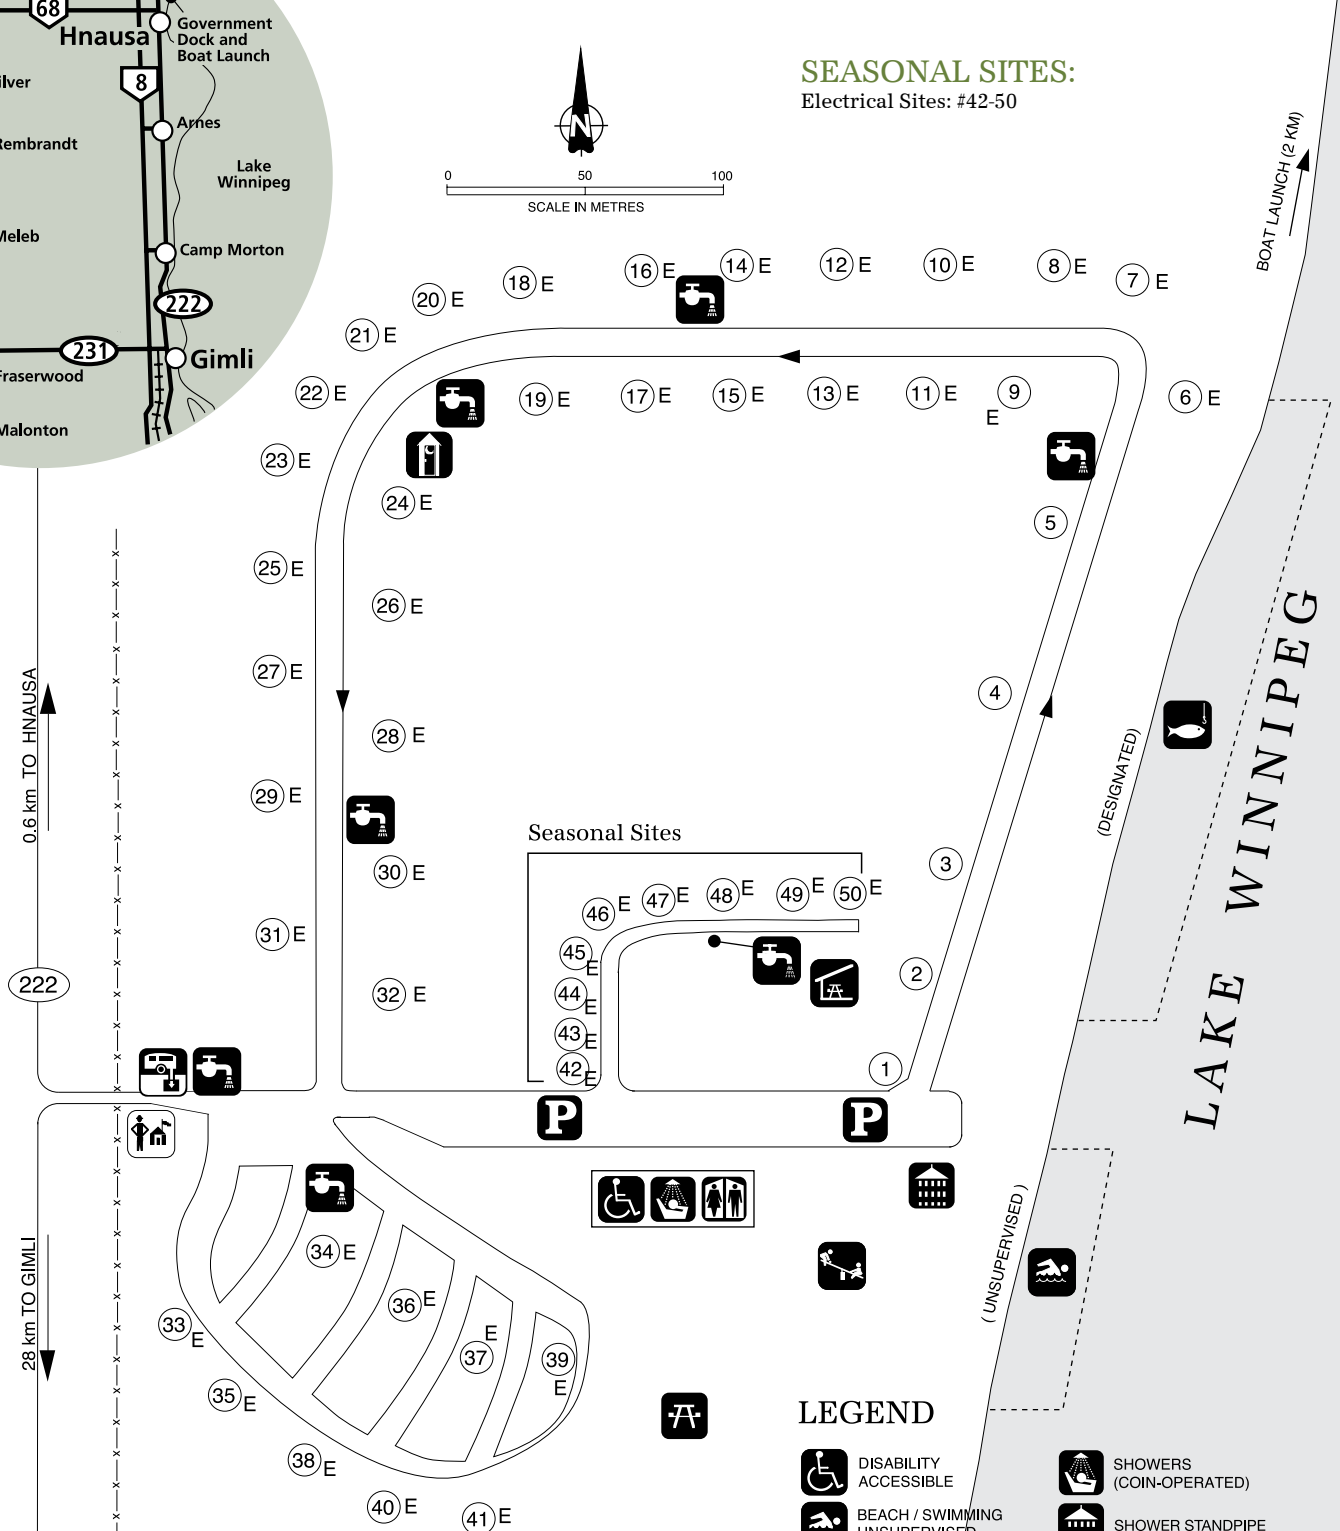 68
Hnausa
Government
Dock and
Boat Launch
8
Arnes
Lake
Winnipeg
Camp Morton
222
231
Gimli
Fraserwood
Malonton
Rembrandt
Meleb
SEASONAL SITES:
Electrical Sites: #42-50
N
0 50 100
SCALE IN METRES
BOAT LAUNCH (2 KM)
16 E
14 E
12 E
10 E
8 E
7 E
18 E
20 E
21 E
22 E
19 E
17 E
15 E
13 E
11 E
9
E
6 E
23 E
24 E
5
25 E
26 E
27 E
4
28 E
29 E
30 E
31 E
32 E
3
2
1
0.6 km TO HNAUSA
222
28 km TO GIMLI
(DESIGNATED)
LAKE WINNIPEG
( UNSUPERVISED )
Seasonal Sites
46 E
47 E
48 E
49 E
50 E
45 E
44 E
43 E
42 E
P
P
34 E
36 E
E
37
39
E
33 E
35 E
38 E
40 E
41 E
LEGEND
DISABILITY
ACCESSIBLE
SHOWERS
(COIN-OPERATED)
BEACH / SWIMMING
UNSUPERVISED
SHOWER STANDPIPE